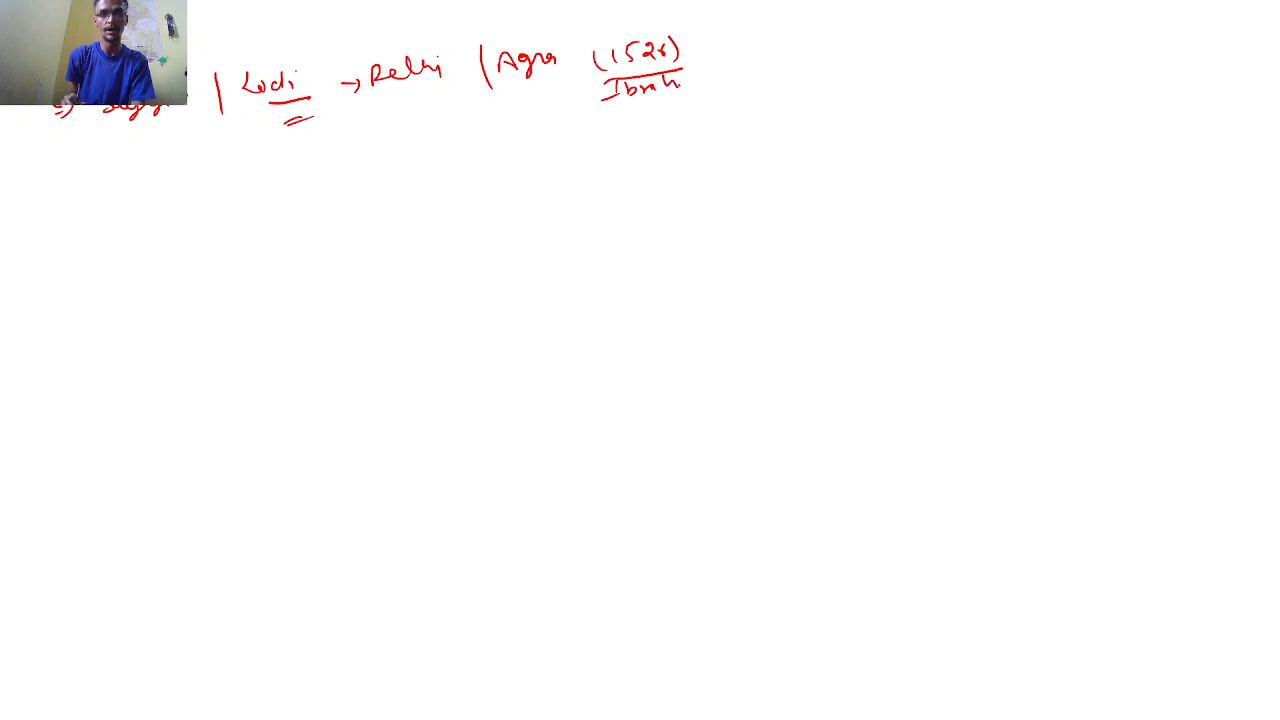 | Lodi → Delhi | Agra (1526)
Ibrah